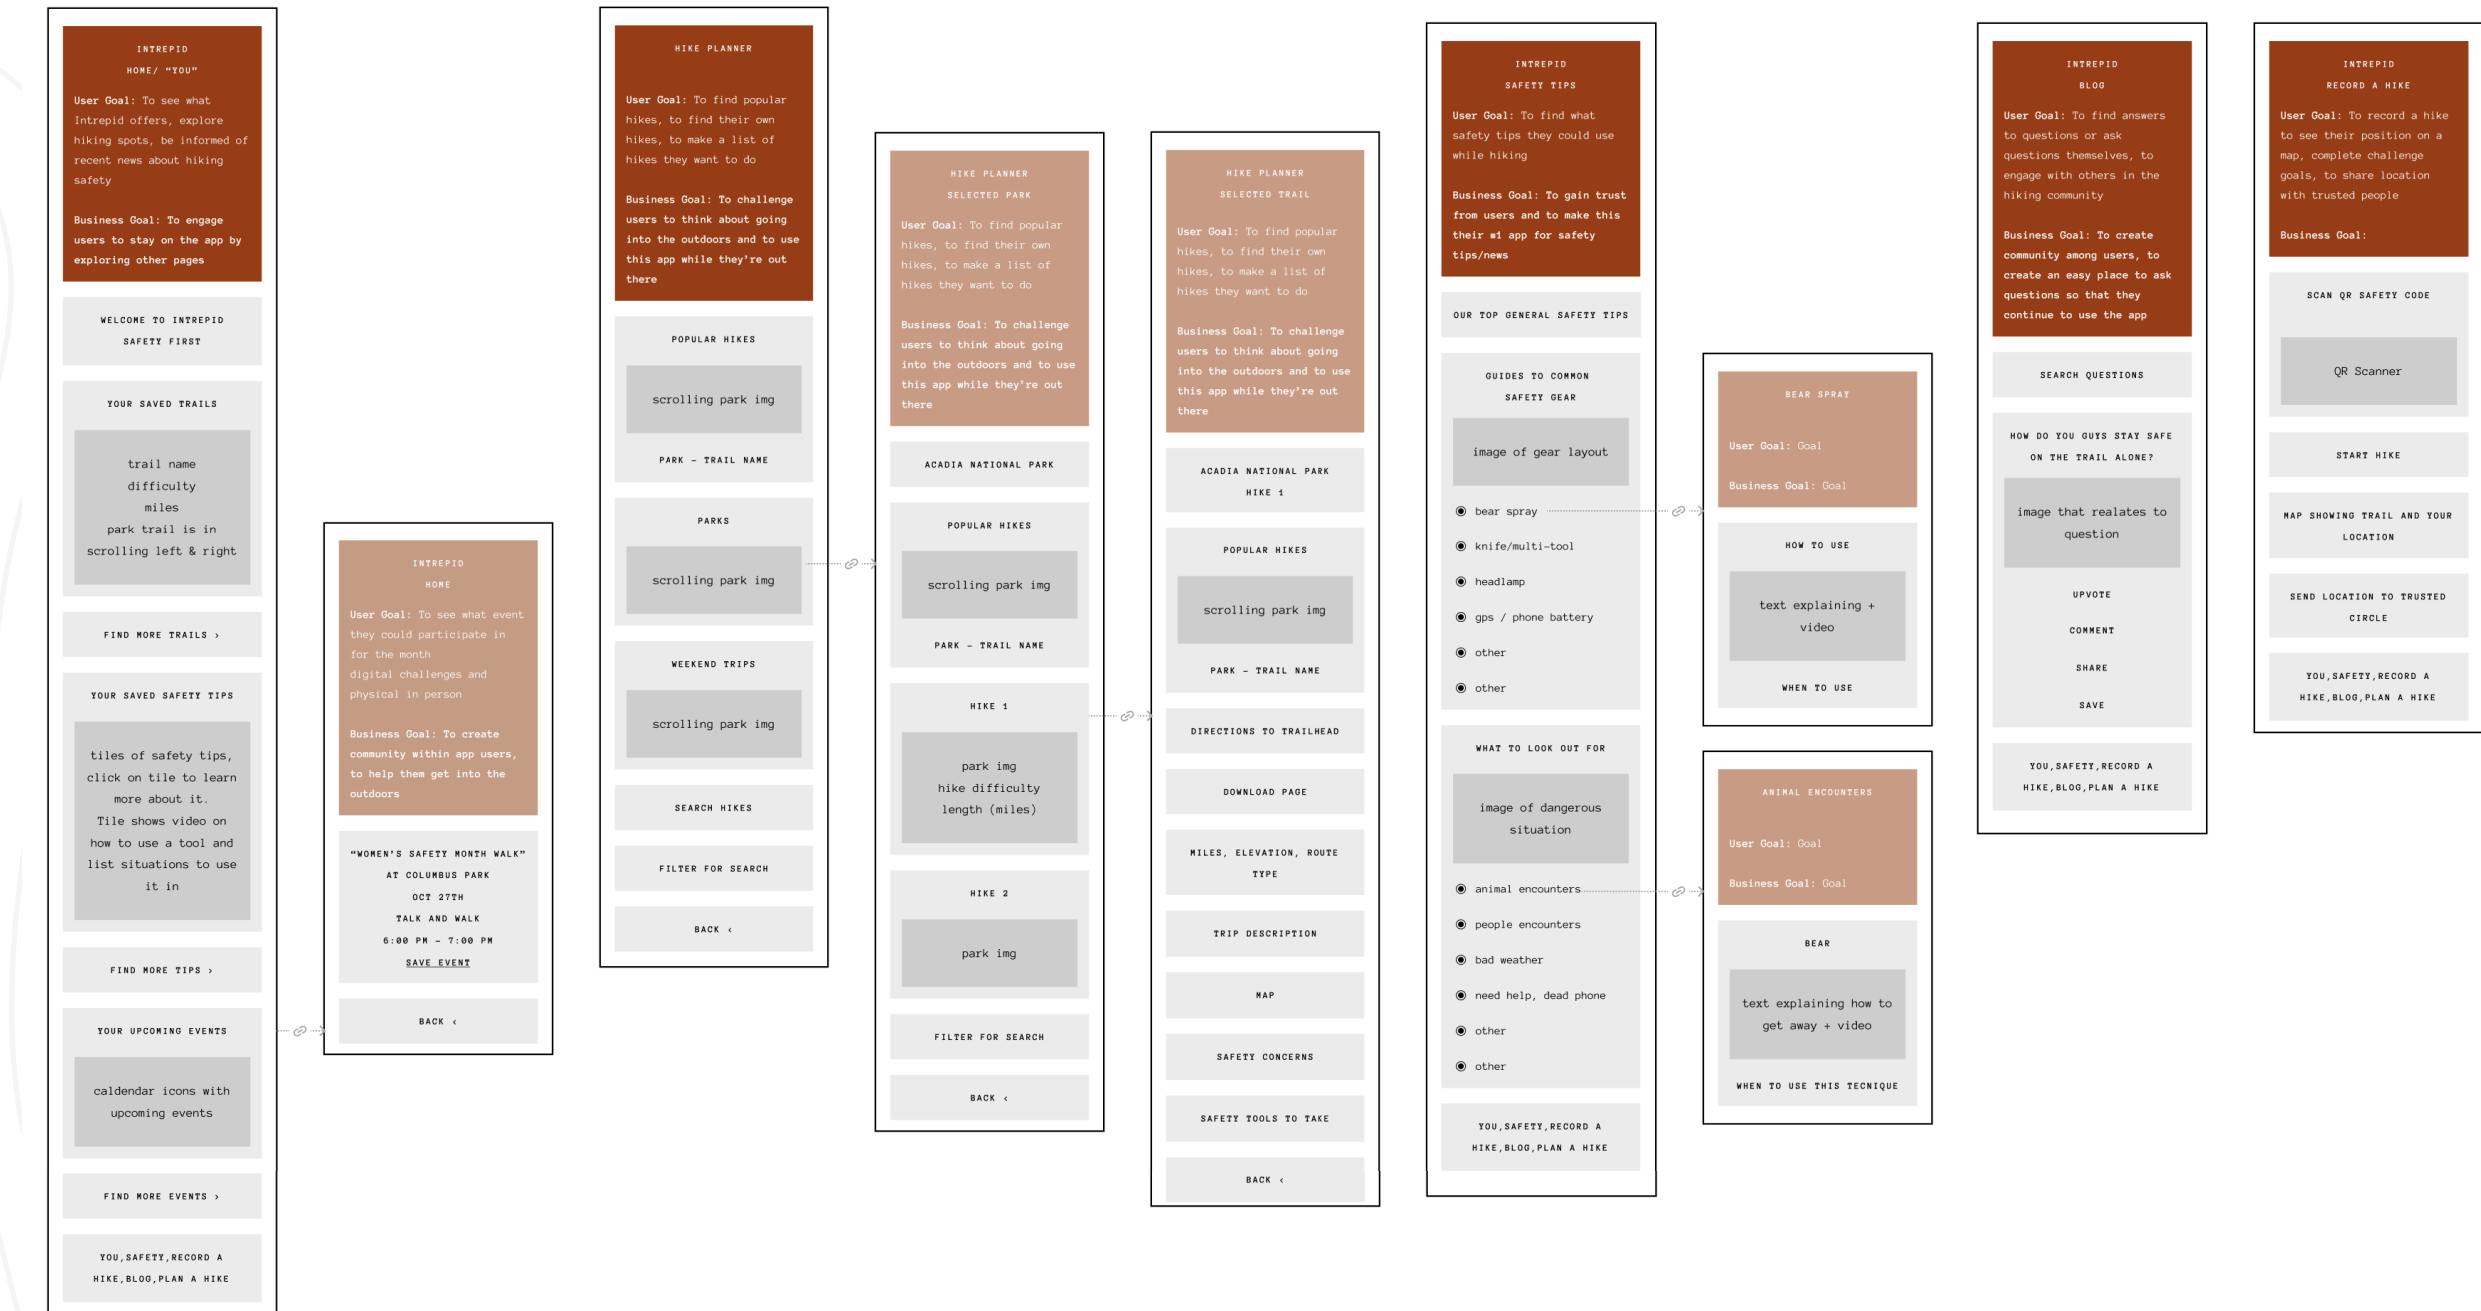 INTREPID
HOME/ “YOU”
User Goal: To see what
Intrepid offers, explore
hiking spots, be informed of
recent news about hiking
safety
Business Goal: To engage
users to stay on the app by
exploring other pages
WELCOME TO INTREPID
SAFETY FIRST
YOUR SAVED TRAILS
trail name
difficulty
miles
park trail is in
scrolling left & right
FIND MORE TRAILS >
YOUR SAVED SAFETY TIPS
tiles of safety tips,
click on tile to learn
more about it.
Tile shows video on
how to use a tool and
list situations to use
it in
FIND MORE TIPS >
YOUR UPCOMING EVENTS
caldendar icons with
upcoming events
FIND MORE EVENTS >
YOU,SAFETY,RECORD A
HIKE,BLOG,PLAN A HIKE
INTREPID
HOME
User Goal: To see what event
they could participate in
for the month
digital challenges and
physical in person
Business Goal: To create
community within app users,
to help them get into the
outdoors
“WOMEN’S SAFETY MONTH WALK”
AT COLUMBUS PARK
OCT 27TH
TALK AND WALK
6:00 PM – 7:00 PM
SAVE EVENT
BACK <
HIKE PLANNER
User Goal: To find popular
hikes, to find their own
hikes, to make a list of
hikes they want to do
Business Goal: To challenge
users to think about going
into the outdoors and to use
this app while they’re out
there
POPULAR HIKES
scrolling park img
PARK – TRAIL NAME
PARKS
scrolling park img
WEEKEND TRIPS
scrolling park img
SEARCH HIKES
FILTER FOR SEARCH
BACK <
HIKE PLANNER
SELECTED PARK
User Goal: To find popular
hikes, to find their own
hikes, to make a list of
hikes they want to do
Business Goal: To challenge
users to think about going
into the outdoors and to use
this app while they’re out
there
ACADIA NATIONAL PARK
POPULAR HIKES
scrolling park img
PARK – TRAIL NAME
HIKE 1
park img
hike difficulty
length (miles)
HIKE 2
park img
FILTER FOR SEARCH
BACK <
HIKE PLANNER
SELECTED TRAIL
User Goal: To find popular
hikes, to find their own
hikes, to make a list of
hikes they want to do
Business Goal: To challenge
users to think about going
into the outdoors and to use
this app while they’re out
there
ACADIA NATIONAL PARK
HIKE 1
POPULAR HIKES
scrolling park img
PARK – TRAIL NAME
DIRECTIONS TO TRAILHEAD
DOWNLOAD PAGE
MILES, ELEVATION, ROUTE
TYPE
TRIP DESCRIPTION
MAP
SAFETY CONCERNS
SAFETY TOOLS TO TAKE
BACK <
INTREPID
SAFETY TIPS
User Goal: To find what
safety tips they could use
while hiking
Business Goal: To gain trust
from users and to make this
their #1 app for safety
tips/news
OUR TOP GENERAL SAFETY TIPS
GUIDES TO COMMON
SAFETY GEAR
image of gear layout
bear spray
knife/multi-tool
headlamp
gps / phone battery
other
other
WHAT TO LOOK OUT FOR
image of dangerous
situation
animal encounters
people encounters
bad weather
need help, dead phone
other
other
YOU,SAFETY,RECORD A
HIKE,BLOG,PLAN A HIKE
BEAR SPRAY
User Goal: Goal
Business Goal: Goal
HOW TO USE
text explaining +
video
WHEN TO USE
ANIMAL ENCOUNTERS
User Goal: Goal
Business Goal: Goal
BEAR
text explaining how to
get away + video
WHEN TO USE THIS TECNIQUE
INTREPID
BLOG
User Goal: To find answers
to questions or ask
questions themselves, to
engage with others in the
hiking community
Business Goal: To create
community among users, to
create an easy place to ask
questions so that they
continue to use the app
SEARCH QUESTIONS
HOW DO YOU GUYS STAY SAFE
ON THE TRAIL ALONE?
image that realates to
question
UPVOTE
COMMENT
SHARE
SAVE
YOU,SAFETY,RECORD A
HIKE,BLOG,PLAN A HIKE
INTREPID
RECORD A HIKE
User Goal: To record a hike
to see their position on a
map, complete challenge
goals, to share location
with trusted people
Business Goal:
SCAN QR SAFETY CODE
QR Scanner
START HIKE
MAP SHOWING TRAIL AND YOUR
LOCATION
SEND LOCATION TO TRUSTED
CIRCLE
YOU,SAFETY,RECORD A
HIKE,BLOG,PLAN A HIKE